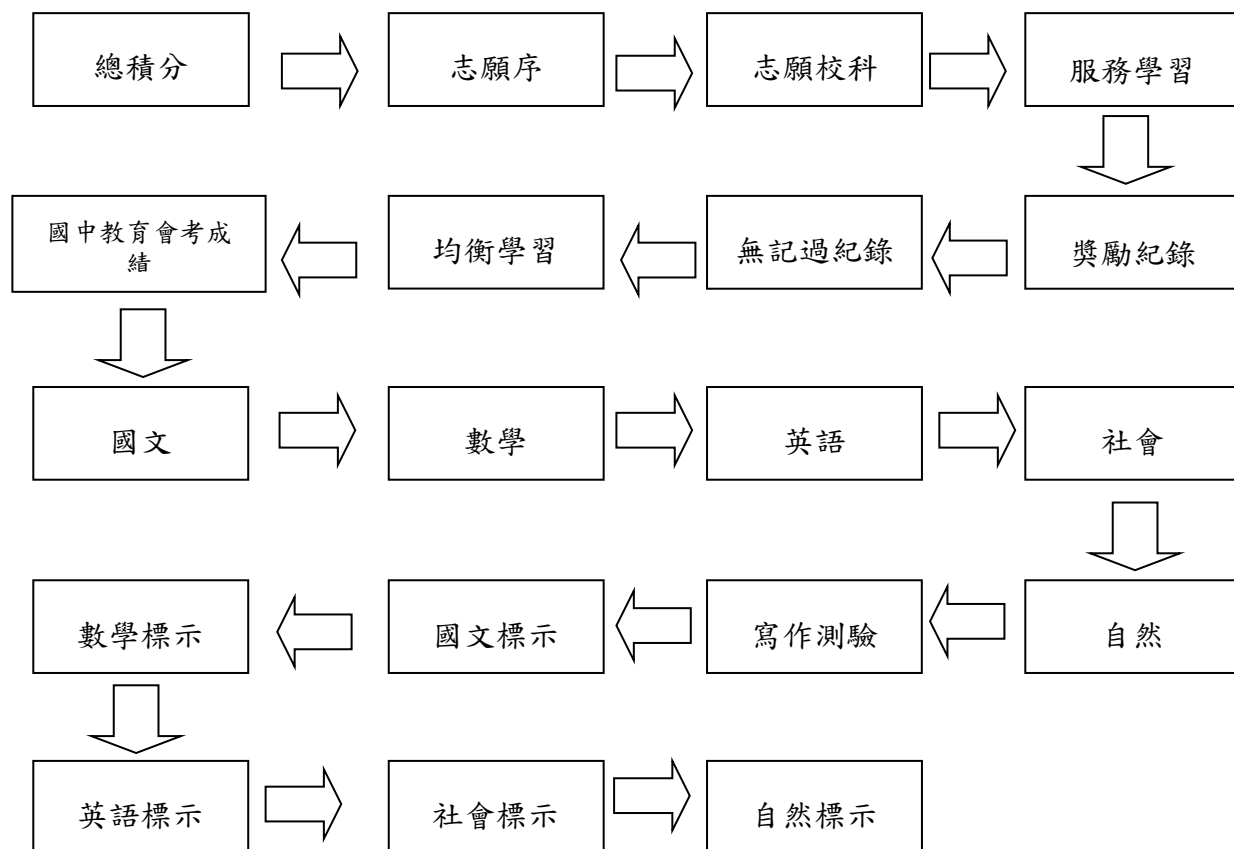 總積分
志願序
志願校科
服務學習
獎勵紀錄
無記過紀錄
均衡學習
國中教育會考成
績
國文
數學
英語
社會
自然
寫作測驗
國文標示
數學標示
英語標示
社會標示
自然標示